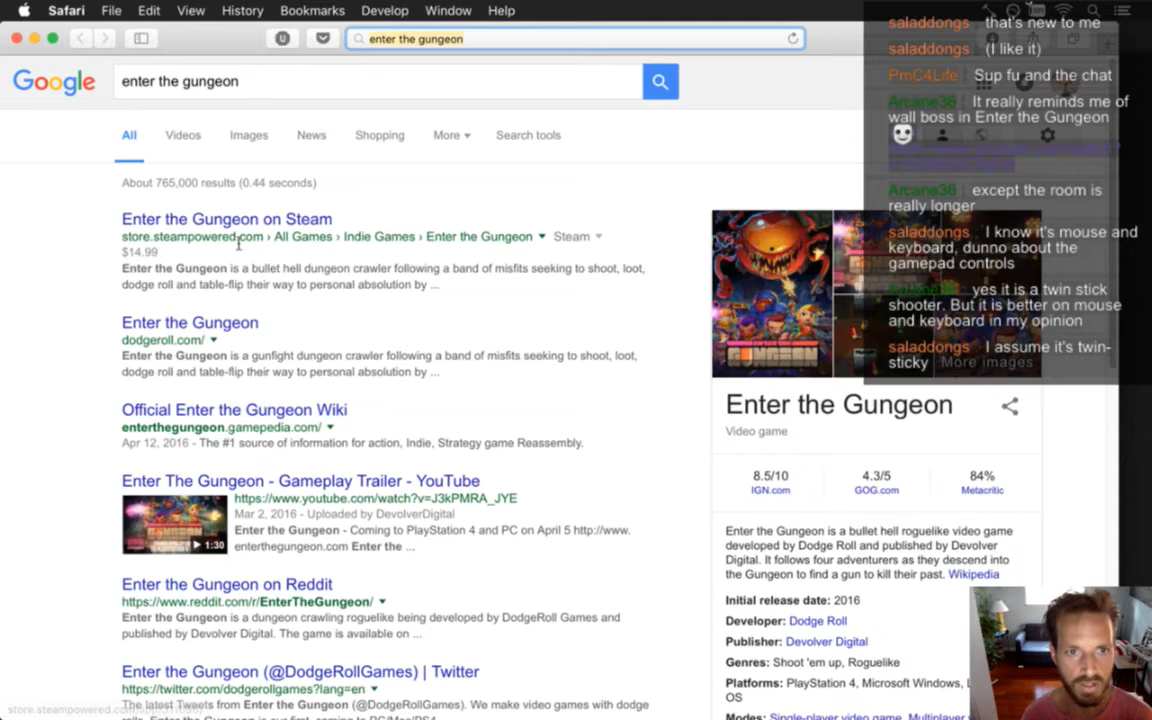 Safari File Edit View History Bookmarks Develop Window Help
enter the gungeon
Google enter the gungeon
All Videos Images News Shopping More Search tools
About 765,000 results (0.44 seconds)
Enter the Gungeon on Steam
store.steampowered.com › All Games › Indie Games › Enter the Gungeon Steam
$14.99
Enter the Gungeon is a bullet hell dungeon crawler following a band of misfits seeking to shoot, loot,
dodge roll and table-flip their way to personal absolution by ...
Enter the Gungeon
dodgeroll.com/
Enter the Gungeon is a gunfight dungeon crawler following a band of misfits seeking to shoot, loot,
dodge roll and table-flip their way to personal absolution by ...
Official Enter the Gungeon Wiki
enterthegungeon.gamepedia.com/
Apr 12, 2016 - The #1 source of information for action, Indie, Strategy game Reassembly.
Enter The Gungeon - Gameplay Trailer - YouTube
https://www.youtube.com/watch?v=J3kPMRA_JYE
Mar 2, 2016 - Uploaded by DevolverDigital
Enter the Gungeon - Coming to PlayStation 4 and PC on April 5 http://www.
enterthegungeon.com Enter the ...
1:30
Enter the Gungeon on Reddit
https://www.reddit.com/r/EnterTheGungeon/
Enter the Gungeon is a dungeon crawling roguelike being developed by DodgeRoll Games and
published by Devolver Digital. The game is available on ...
Enter the Gungeon (@DodgeRollGames) | Twitter
https://twitter.com/dodgerollgames?lang=en
The latest Tweets from Enter the Gungeon (@DodgeRollGames). We make video games with dodge
saladdongs that's new to me
saladdongs (I like it)
PmC4Life Sup fu and the chat
Arcane36 It really reminds me of
wall boss in Enter the Gungeon
Arcane36 except the room is
really longer
saladdongs I know it's mouse and
keyboard, dunno about the
gamepad controls
yes it is a twin stick
shooter. But it is better on mouse
and keyboard in my opinion
saladdongs I assume it's twin-
sticky
More images
GUNGEON
Enter the Gungeon
Video game
8.5/10 4.3/5 84%
IGN.com GOG.com Metacritic
Enter the Gungeon is a bullet hell roguelike video game
developed by Dodge Roll and published by Devolver
Digital. It follows four adventurers as they descend into
the Gungeon to find a gun to kill their past. Wikipedia
Initial release date: 2016
Developer: Dodge Roll
Publisher: Devolver Digital
Genres: Shoot 'em up, Roguelike
Platforms: PlayStation 4, Microsoft Windows,
OS
Modes: Single-player video game, Multiplayer